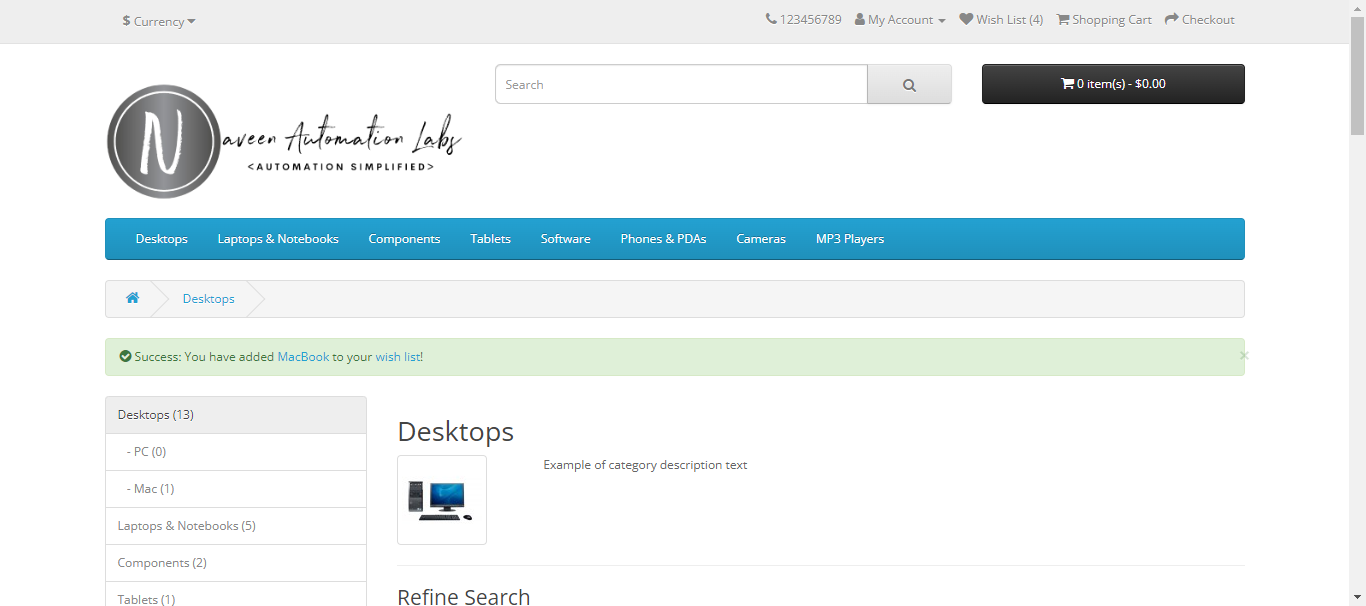 $ Currency
123456789 My Account Wish List (4) Shopping Cart Checkout
Search
0 item(s) - $0.00
N
aveen Automation Labs
<AUTOMATION SIMPLIFIED>
Desktops Laptops & Notebooks Components Tablets Software Phones & PDAs Cameras MP3 Players
Desktops
Success: You have added MacBook to your wish list!
×
Desktops (13)
- PC (0)
- Mac (1)
Laptops & Notebooks (5)
Components (2)
Tablets (1)
Desktops
Example of category description text
Refine Search